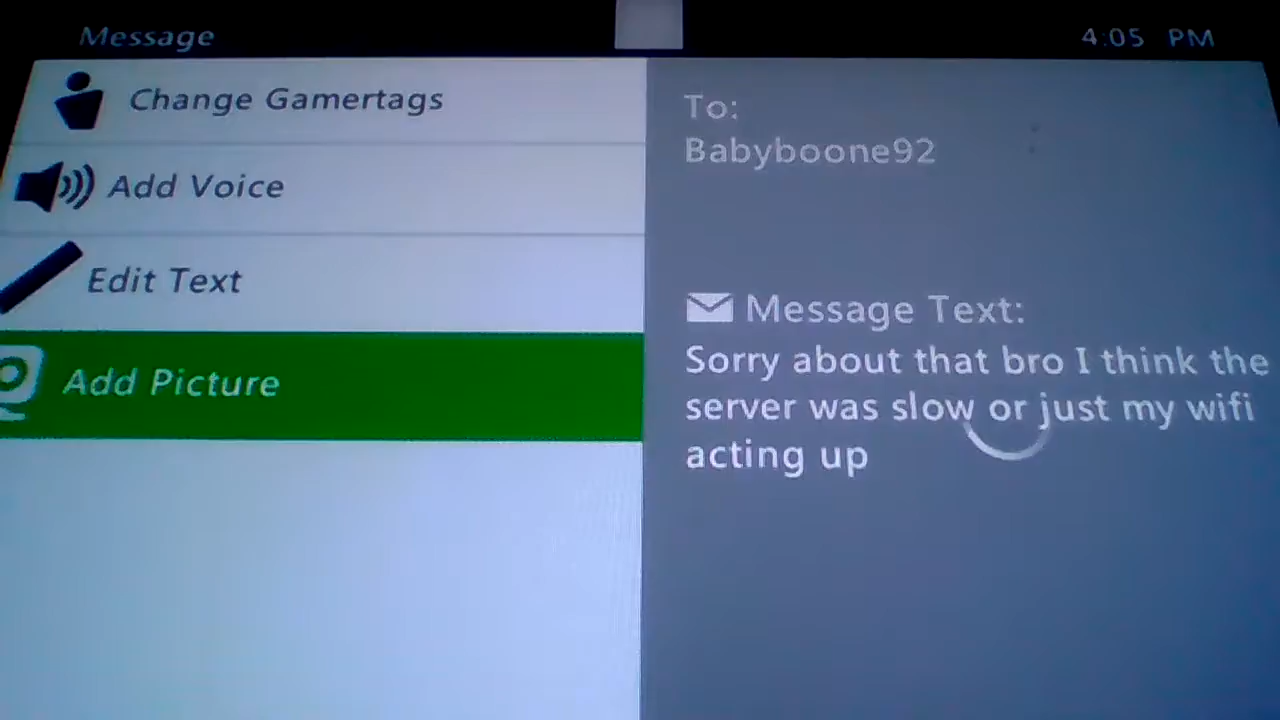 Message
4:05 PM
Change Gamertags
Add Voice
Edit Text
Add Picture
To:
Babyboone92
Message Text:
Sorry about that bro I think the
server was slow or just my wifi
acting up